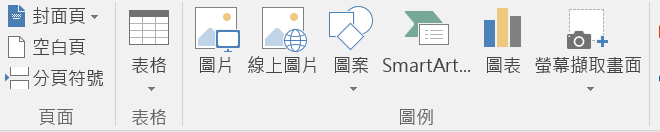 封面頁
空白頁
分頁符號
頁面
表格
表格
圖片
線上圖片
圖案
SmartArt...
圖表
螢幕擷取畫面
圖例